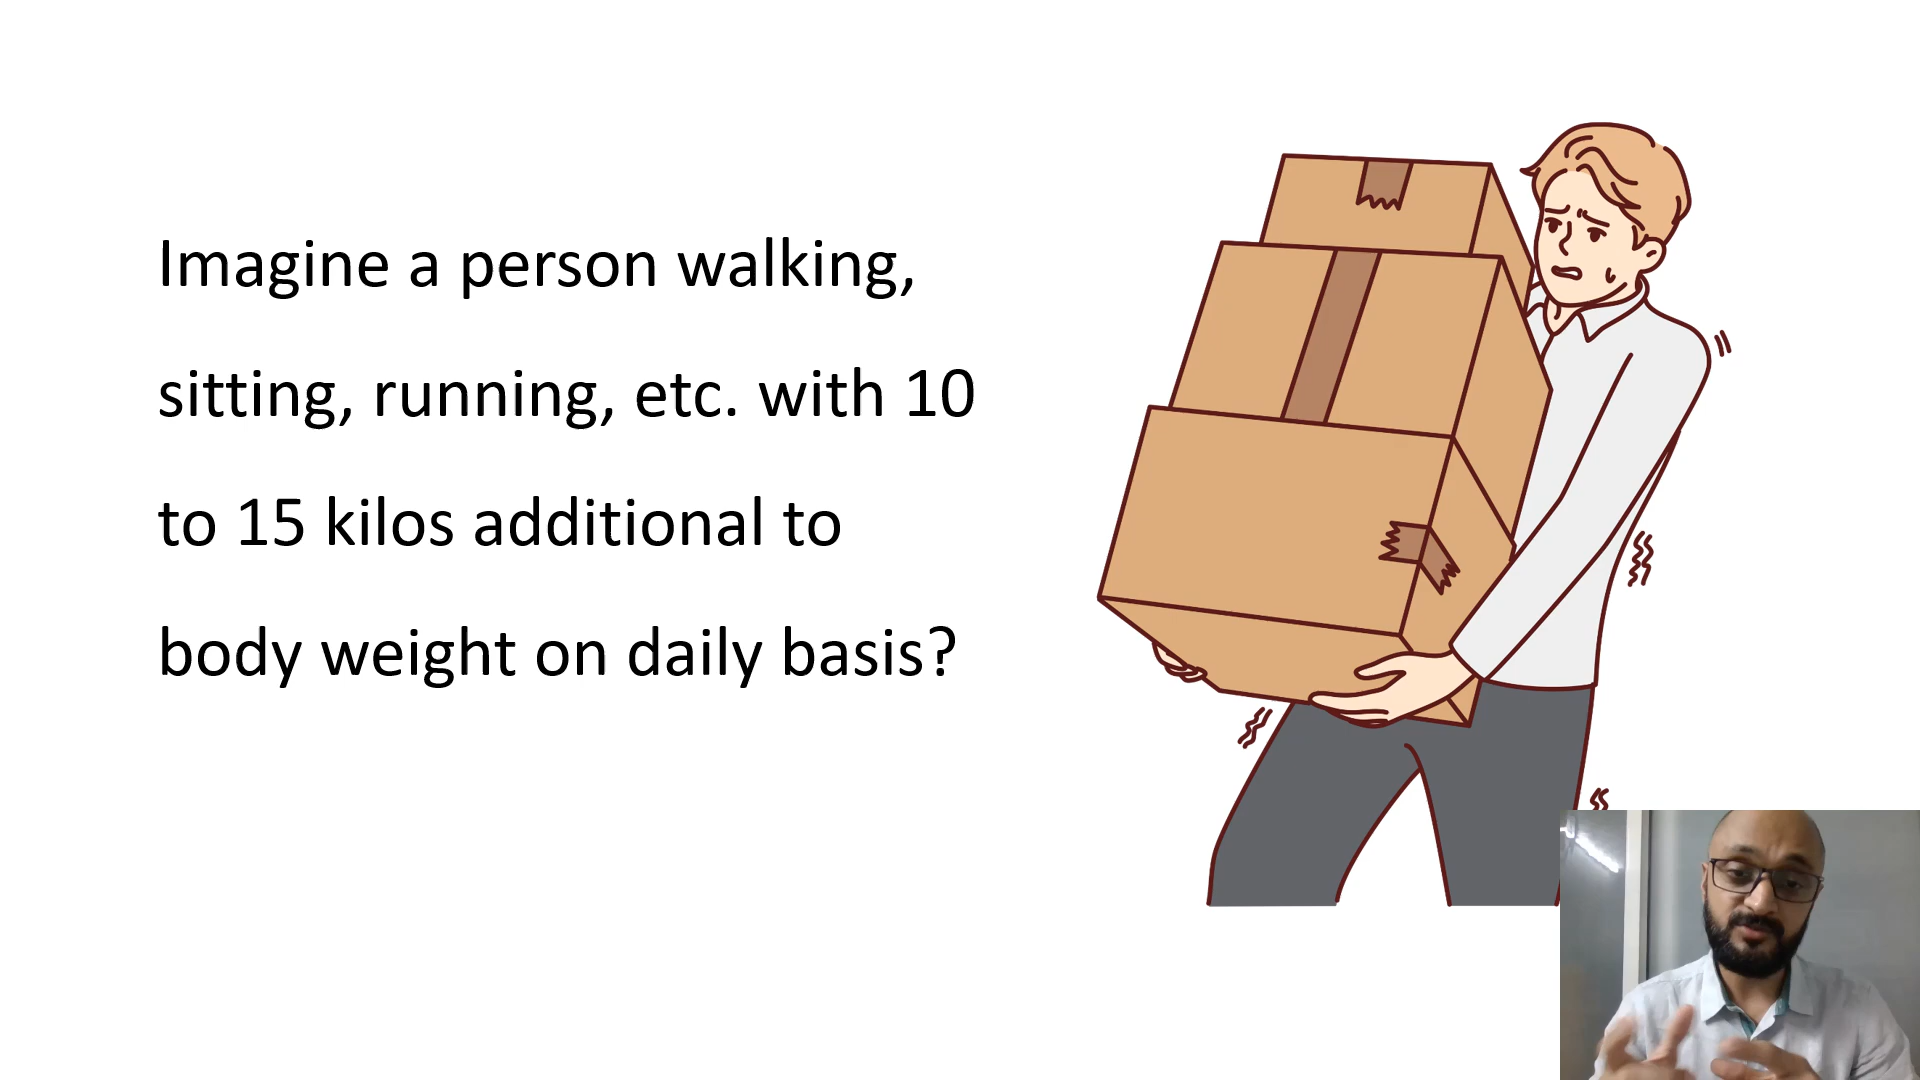 Imagine a person walking,
sitting, running, etc. with 10
to 15 kilos additional to
body weight on daily basis?